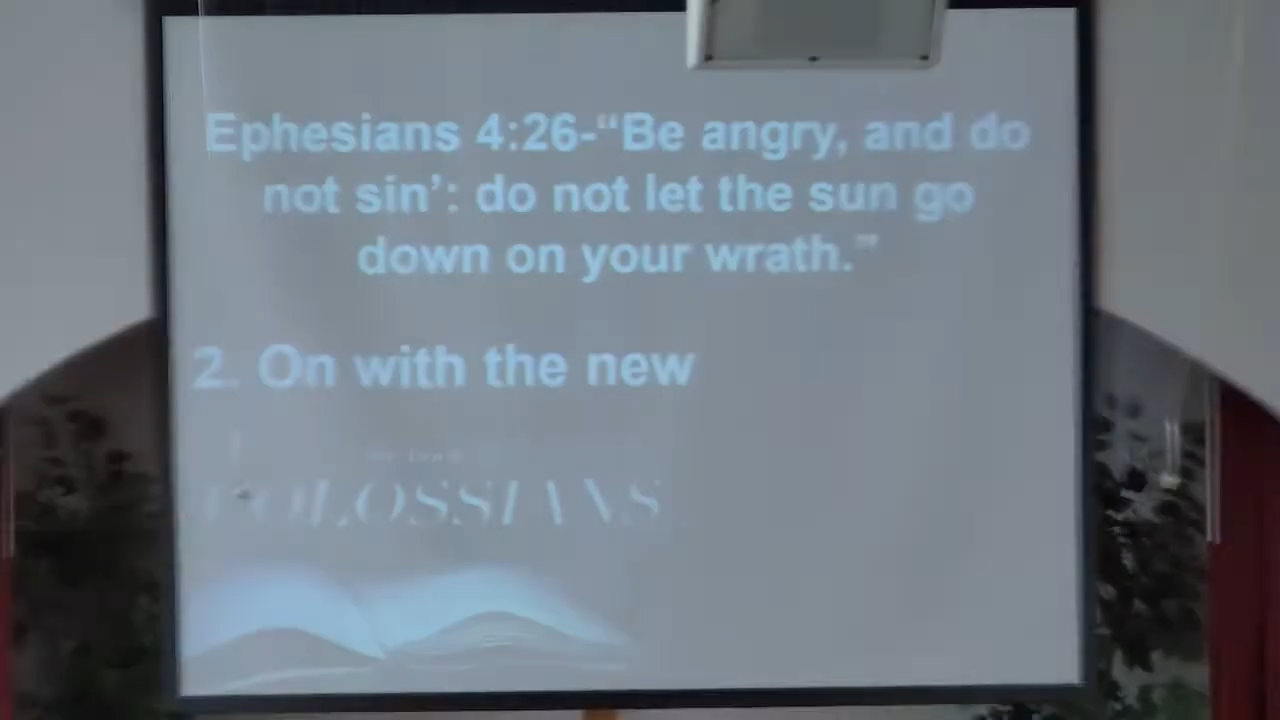 Ephesians 4:26-“Be angry, and do
not sin’: do not let the sun go
down on your wrath.”
2. On with the new
COLOSSIANS